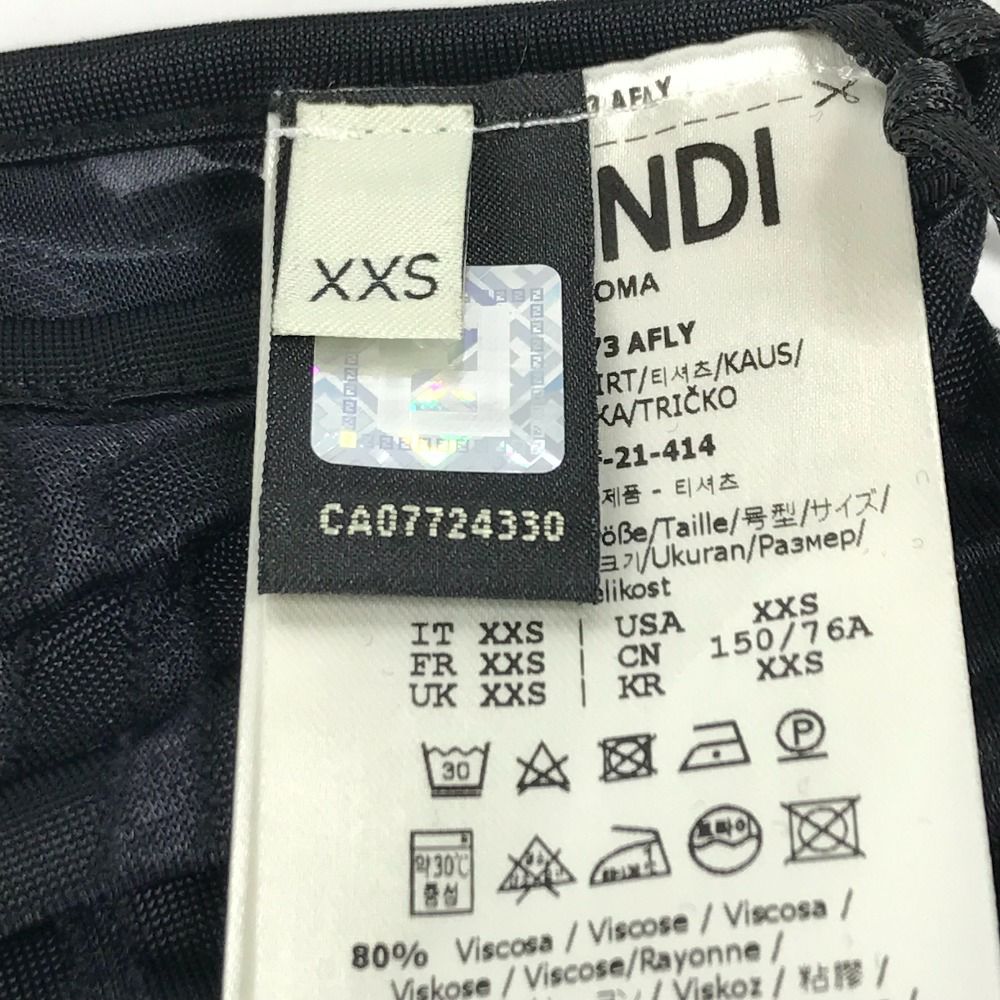 XXS
CA07724330
3 AFLY
NDI
OMA
73 AFLY
IRT/티셔츠/KAUS/
KA/TRIČKO
-21-414
제품 - 티셔츠
öße/Taille/号型/サイズ/
크기/Ukuran/Размер/
elikost
IT XXS | USA XXS
FR XXS | CN 150/76A
UK XXS | KR XXS
30
P
약30℃
중성
드라이
80% Viscosa / Viscose / Viscosa /
Viskose / Viscose/Rayonne /
Viskoz / 粘膠 /